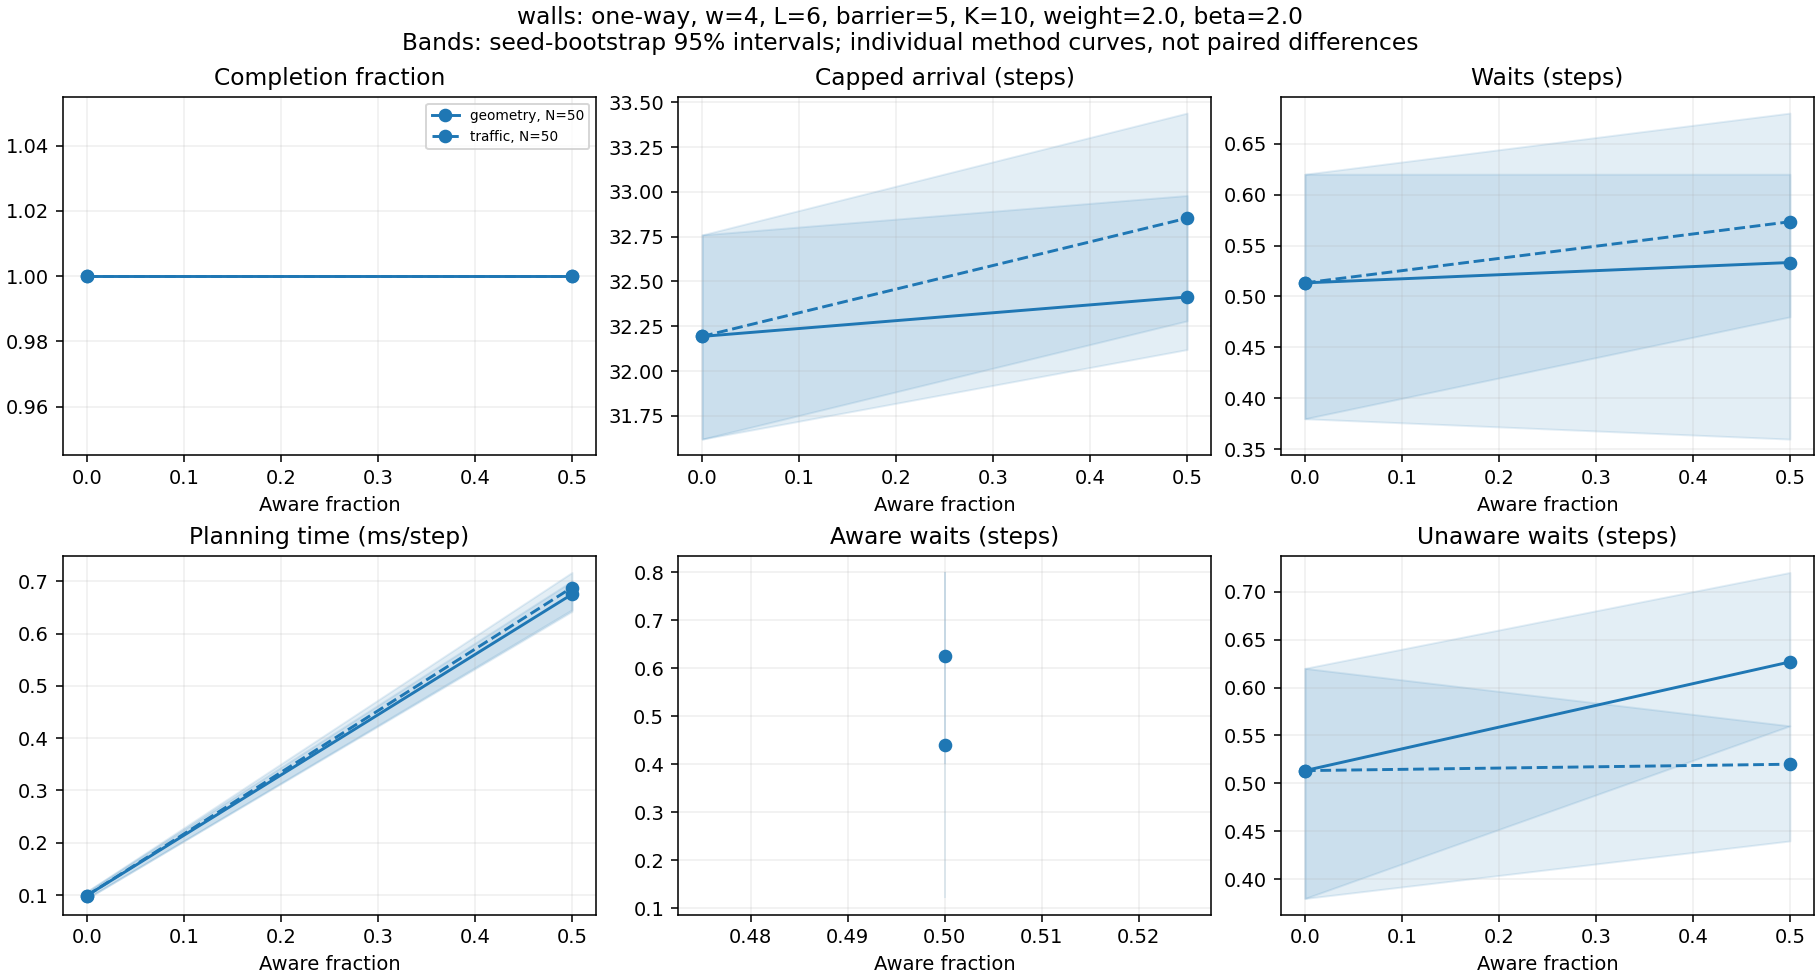 walls: one-way, w=4, L=6, barrier=5, K=10, weight=2.0, beta=2.0
Bands: seed-bootstrap 95% intervals; individual method curves, not paired differences
Completion fraction
geometry, N=50
traffic, N=50
1.04
1.02
1.00
0.98
0.96
0.0 0.1 0.2 0.3 0.4 0.5
Aware fraction
Capped arrival (steps)
33.50
33.25
33.00
32.75
32.50
32.25
32.00
31.75
0.0 0.1 0.2 0.3 0.4 0.5
Aware fraction
Waits (steps)
0.65
0.60
0.55
0.50
0.45
0.40
0.35
0.0 0.1 0.2 0.3 0.4 0.5
Aware fraction
Planning time (ms/step)
0.7
0.6
0.5
0.4
0.3
0.2
0.1
0.0 0.1 0.2 0.3 0.4 0.5
Aware fraction
Aware waits (steps)
0.8
0.7
0.6
0.5
0.4
0.3
0.2
0.1
0.48 0.49 0.50 0.51 0.52
Aware fraction
Unaware waits (steps)
0.70
0.65
0.60
0.55
0.50
0.45
0.40
0.0 0.1 0.2 0.3 0.4 0.5
Aware fraction